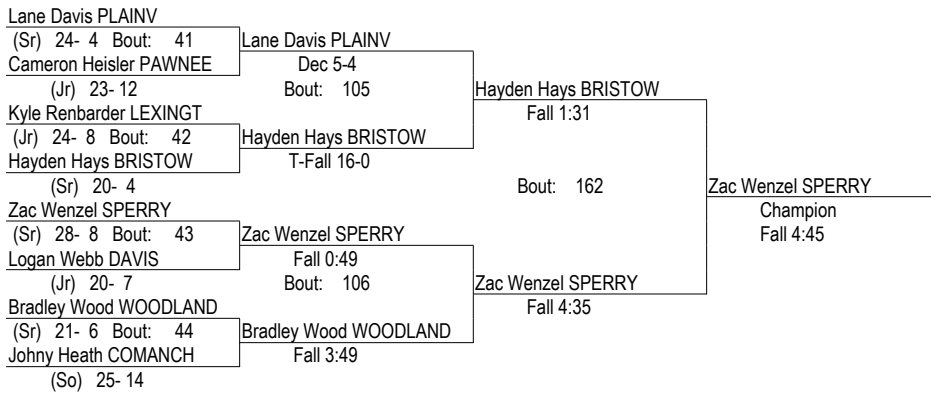 Lane Davis PLAINV
(Sr) 24- 4 Bout: 41 Lane Davis PLAINV
Cameron Heisler PAWNEE Dec 5-4
(Jr) 23- 12 Bout: 105 Hayden Hays BRISTOW
Kyle Renbarder LEXINGT Fall 1:31
(Jr) 24- 8 Bout: 42 Hayden Hays BRISTOW
Hayden Hays BRISTOW T-Fall 16-0
(Sr) 20- 4 Bout: 162 Zac Wenzel SPERRY
Zac Wenzel SPERRY Champion
(Sr) 28- 8 Bout: 43 Zac Wenzel SPERRY Fall 4:45
Logan Webb DAVIS Fall 0:49
(Jr) 20- 7 Bout: 106 Zac Wenzel SPERRY
Bradley Wood WOODLAND Fall 4:35
(Sr) 21- 6 Bout: 44 Bradley Wood WOODLAND
Johny Heath COMANCH Fall 3:49
(So) 25- 14